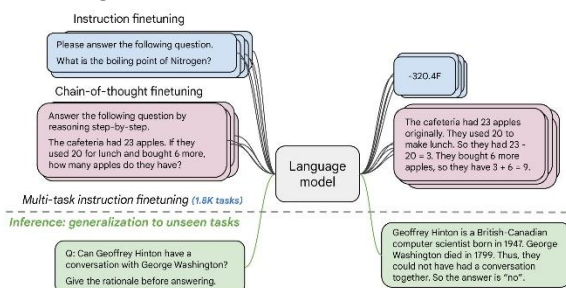 Instruction finetuning
Please answer the following question.
What is the boiling point of Nitrogen?
-320.4F
Chain-of-thought finetuning
Answer the following question by
reasoning step-by-step.
The cafeteria had 23 apples. If they
used 20 for lunch and bought 6 more,
how many apples do they have?
Language
model
The cafeteria had 23 apples
originally. They used 20 to
make lunch. So they had 23 -
20 = 3. They bought 6 more
apples, so they have 3 + 6 = 9.
Multi-task instruction finetuning (1.8K tasks)
Inference: generalization to unseen tasks
Q: Can Geoffrey Hinton have a
conversation with George Washington?
Give the rationale before answering.
Geoffrey Hinton is a British-Canadian
computer scientist born in 1947. George
Washington died in 1799. Thus, they
could not have had a conversation
together. So the answer is "no".